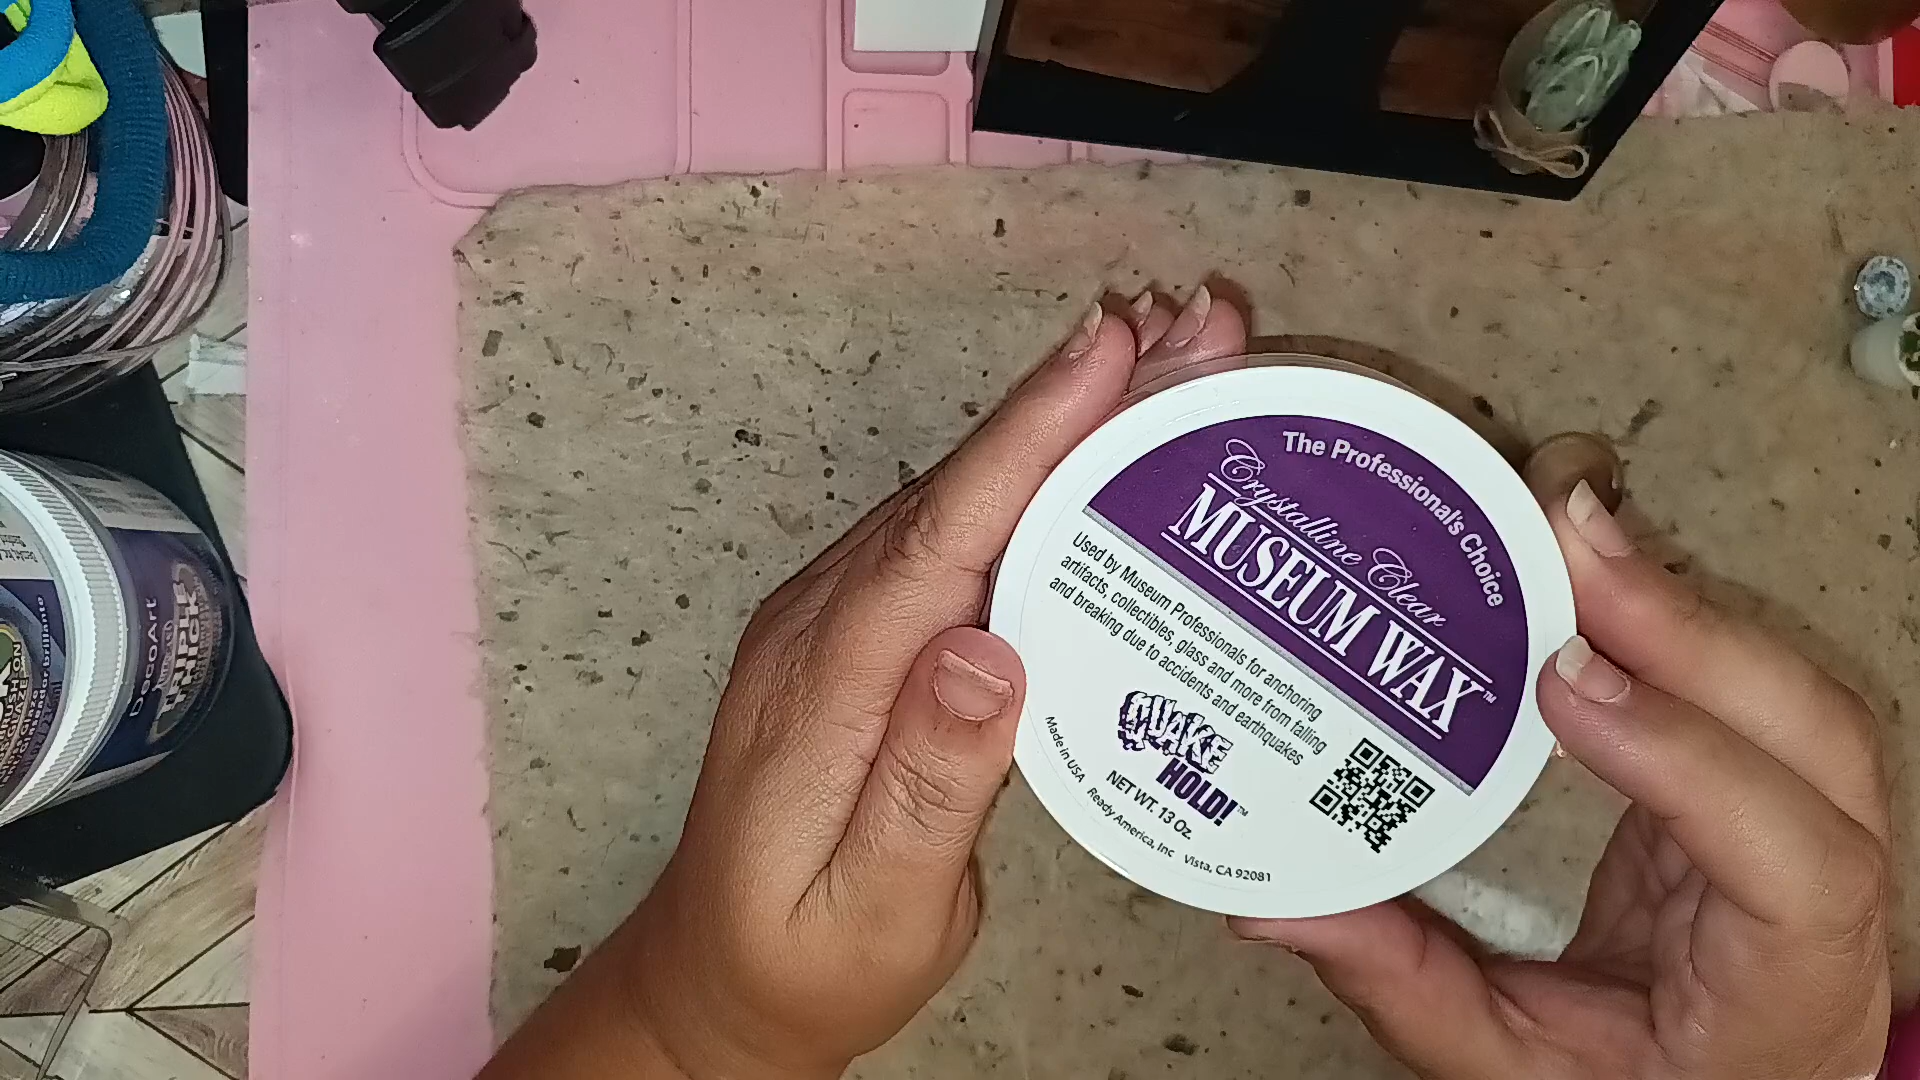 The Professional's Choice
Crystalline Clear
MUSEUM WAX™
Used by Museum Professionals for anchoring
artifacts, collectibles, glass and more from falling
and breaking due to accidents and earthquakes
QUAKE
HOLD!™
NET WT. 13 Oz.
Made in USA Ready America, Inc Vista, CA 92081
DecoArt
TRIPLE
THICK